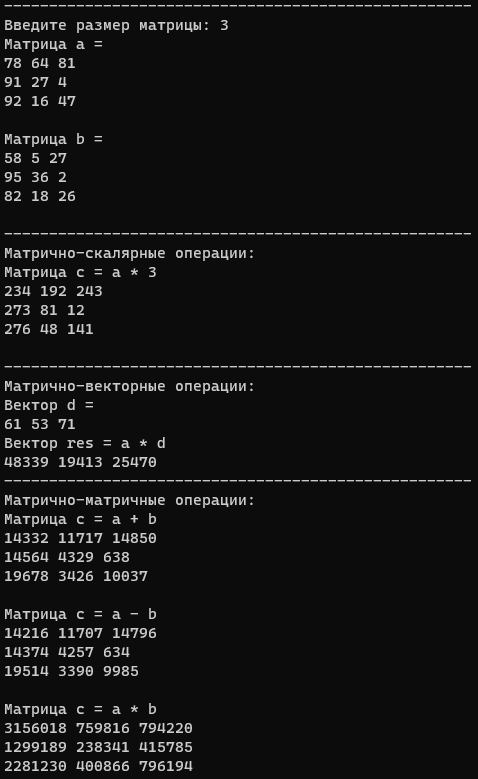 ----------------------------------------------------
Введите размер матрицы: 3
Матрица a =
78 64 81
91 27 4
92 16 47
Матрица b =
58 5 27
95 36 2
82 18 26
----------------------------------------------------
Матрично-скалярные операции:
Матрица c = a * 3
234 192 243
273 81 12
276 48 141
----------------------------------------------------
Матрично-векторные операции:
Вектор d =
61 53 71
Вектор res = a * d
48339 19413 25470
----------------------------------------------------
Матрично-матричные операции:
Матрица c = a + b
14332 11717 14850
14564 4329 638
19678 3426 10037
Матрица c = a - b
14216 11707 14796
14374 4257 634
19514 3390 9985
Матрица c = a * b
3156018 759816 794220
1299189 238341 415785
2281230 400866 796194